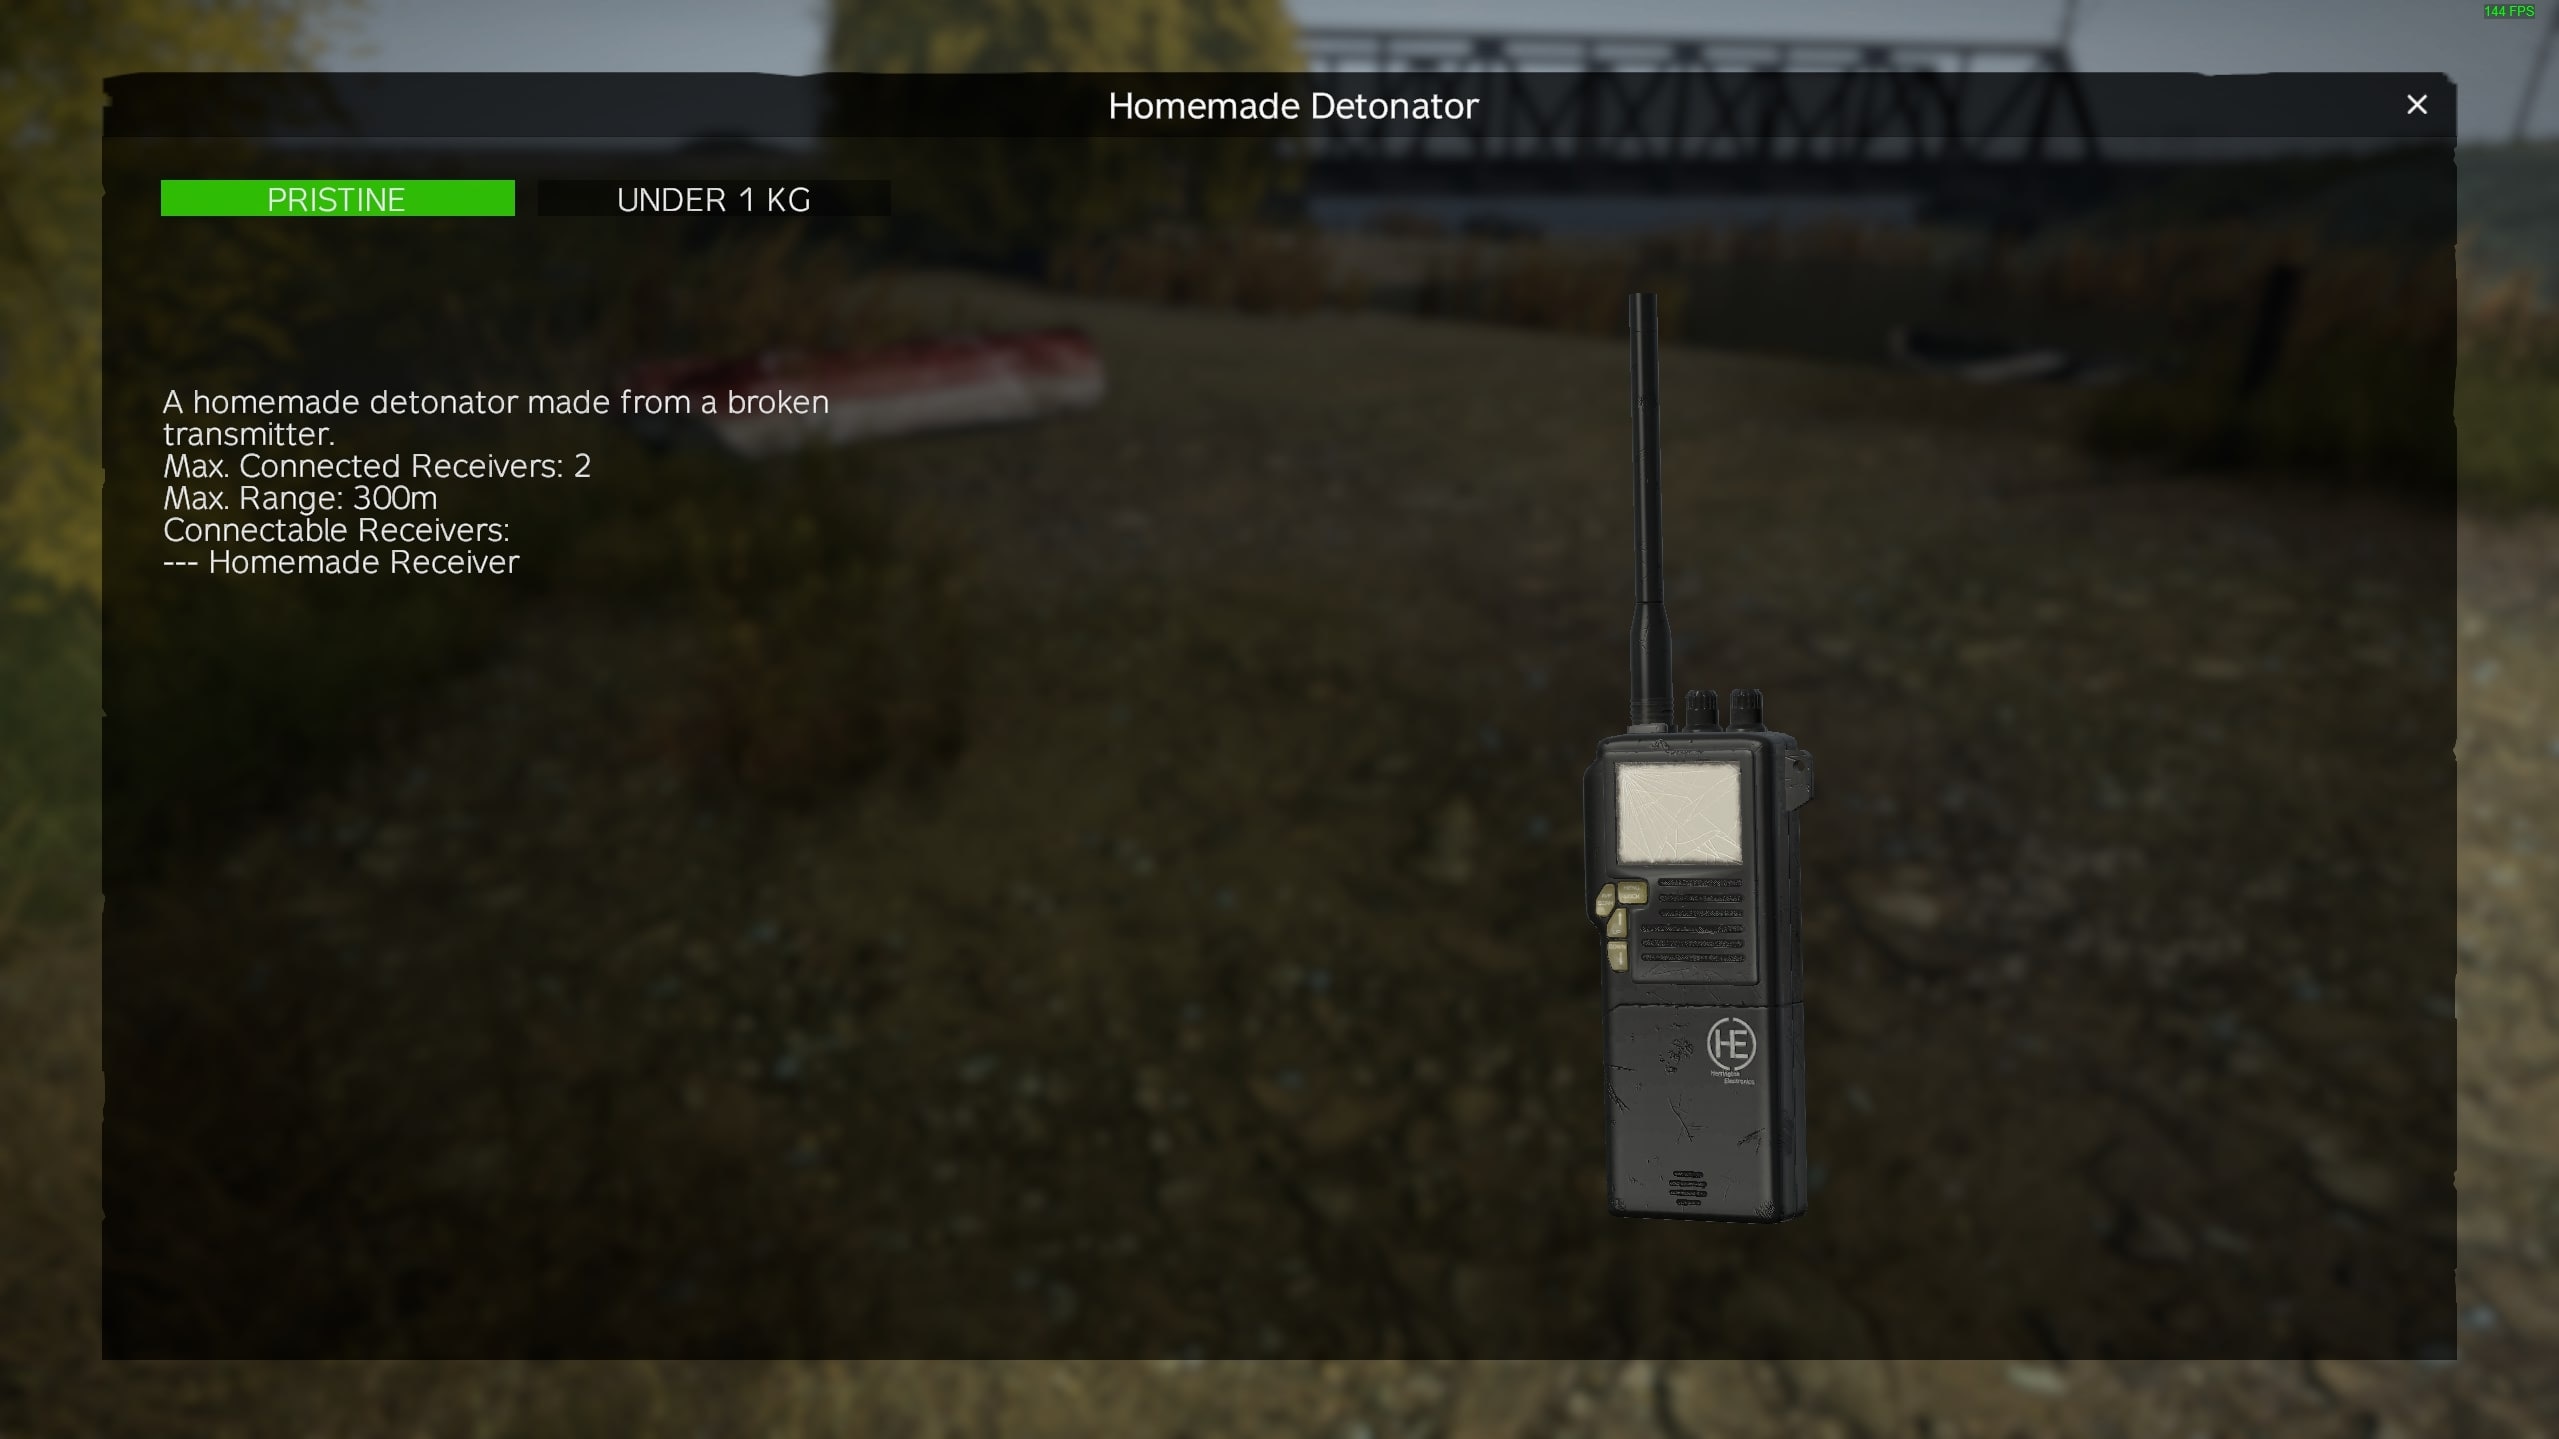 144 FPS
Homemade Detonator
PRISTINE
UNDER 1 KG
A homemade detonator made from a broken
transmitter.
Max. Connected Receivers: 2
Max. Range: 300m
Connectable Receivers:
--- Homemade Receiver
HE
Electronics